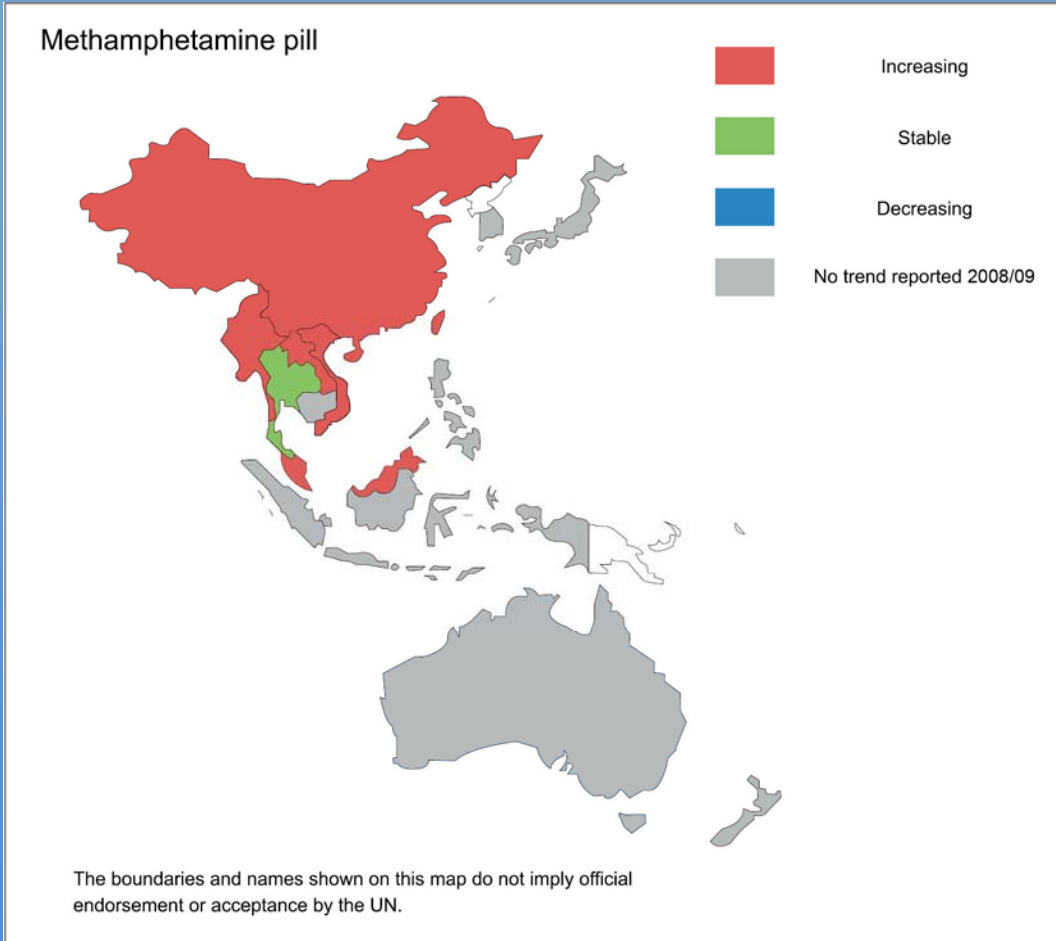 Methamphetamine pill
Increasing
Stable
Decreasing
No trend reported 2008/09
The boundaries and names shown on this map do not imply official
endorsement or acceptance by the UN.